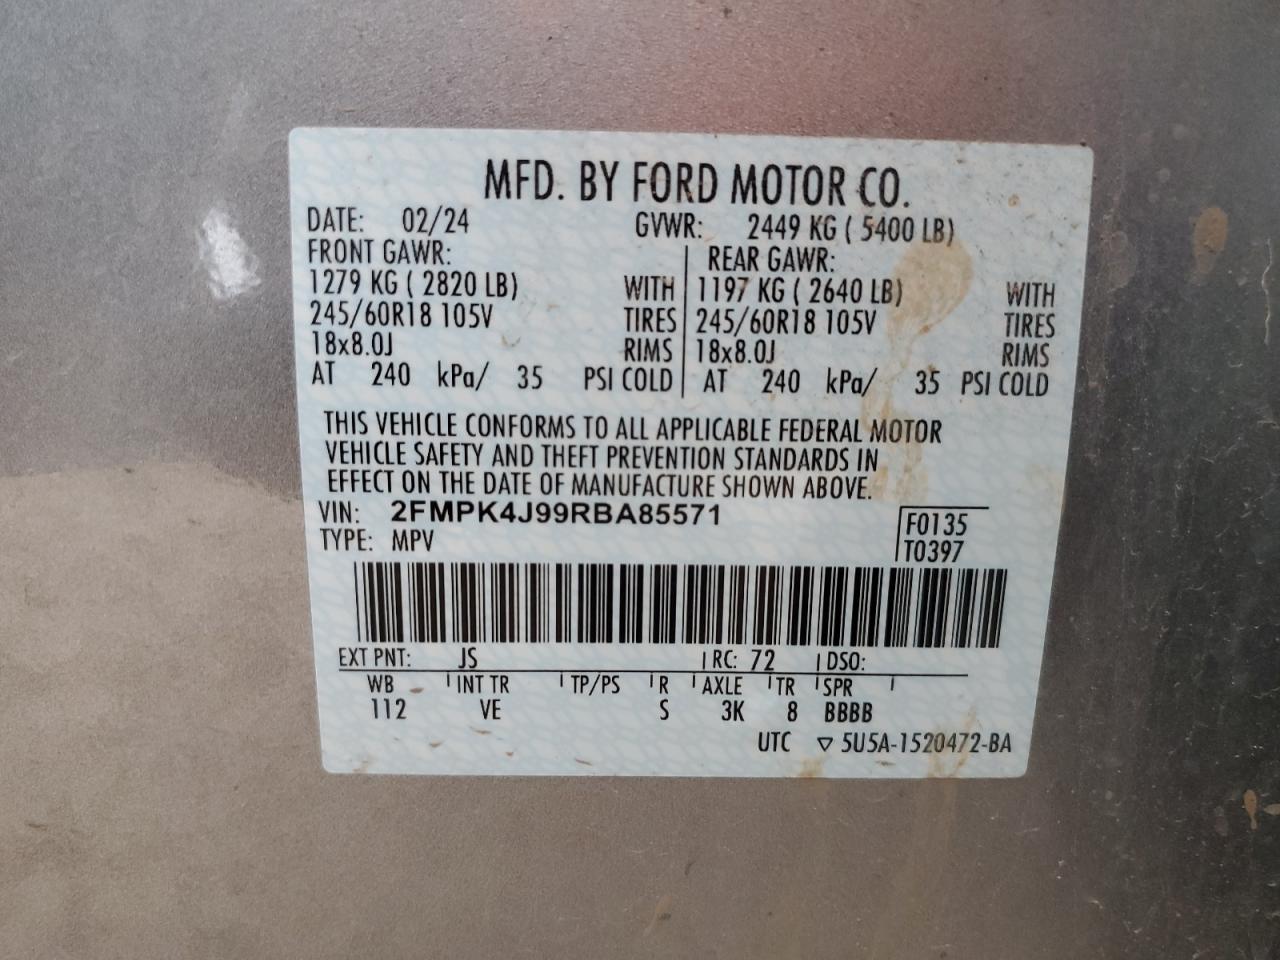 MFD. BY FORD MOTOR CO.
DATE: 02/24 GVWR: 2449 KG ( 5400 LB)
FRONT GAWR: REAR GAWR:
1279 KG ( 2820 LB) WITH 1197 KG ( 2640 LB) WITH
245/60R18 105V TIRES 245/60R18 105V TIRES
18x8.0J RIMS 18x8.0J RIMS
AT 240 kPa/ 35 PSI COLD AT 240 kPa/ 35 PSI COLD
THIS VEHICLE CONFORMS TO ALL APPLICABLE FEDERAL MOTOR
VEHICLE SAFETY AND THEFT PREVENTION STANDARDS IN
EFFECT ON THE DATE OF MANUFACTURE SHOWN ABOVE.
VIN: 2FMPK4J99RBA85571 F0135
TYPE: MPV T0397
EXT PNT: JS RC: 72 DSO:
WB INT TR TP/PS R AXLE TR SPR
112 VE S 3K 8 BBBB
UTC ▽ 5U5A-1520472-BA